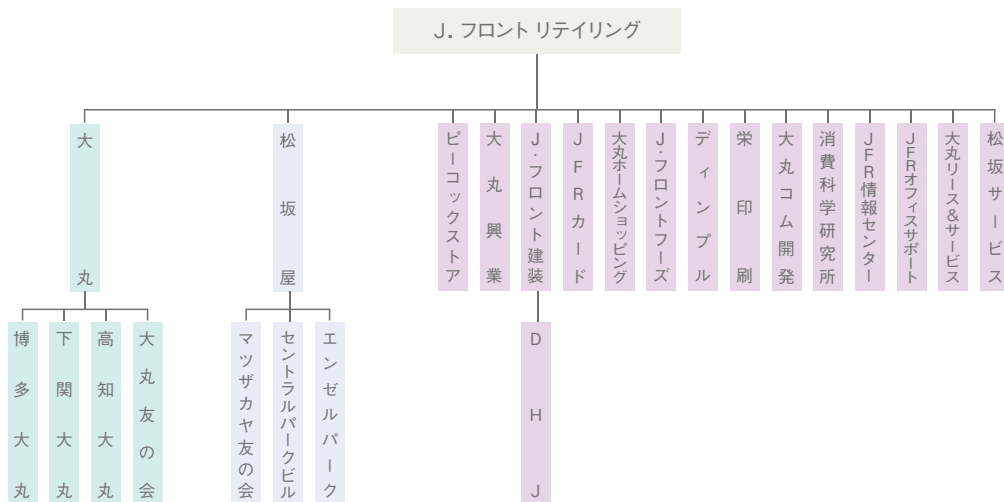 J. フロント リテイリング
大丸
松坂屋
ピーコックストア
大丸興業
J・フロント建装
JFRカード
大丸ホームショッピング
J・フロントフーズ
ディンプル
栄印刷
大丸コム開発
消費科学研究所
JFR情報センター
JFRオフィスサポート
大丸リース&サービス
松坂サービス
博多大丸
下関大丸
高知大丸
大丸友の会
マツザカヤ友の会
セントラルパークビル
エンゼルパーク
DHJ